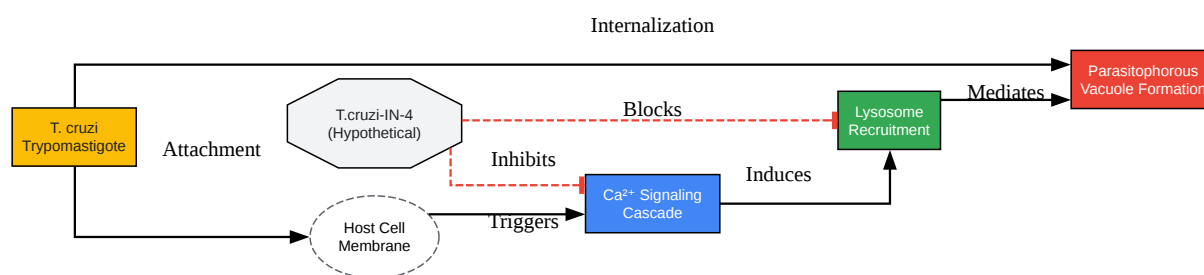 Internalization
Parasitophorous
Vacuole Formation
T.cruzi-IN-4
(Hypothetical)
Blocks
Mediates
Lysosome
Recruitment
T. cruzi
Trypomastigote
Attachment
Inhibits
Induces
Ca²⁺ Signaling
Cascade
Triggers
Host Cell
Membrane